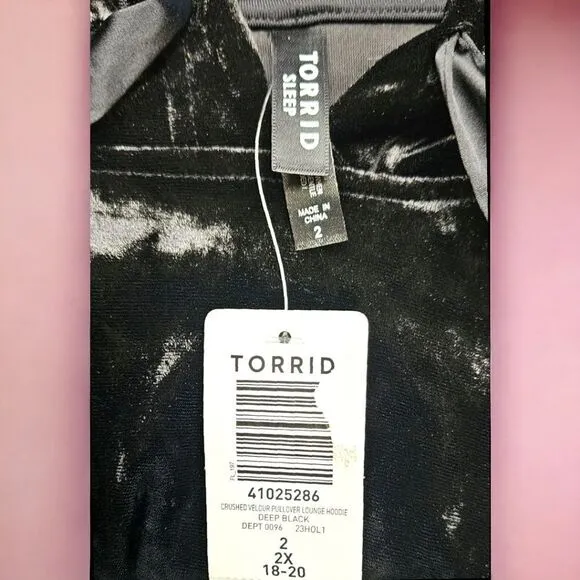 TORRID
SLEEP
MADE IN
CHINA
2
TORRID
FL_197
41025286
CRUSHED VELOUR PULLOVER LOUNGE HOODIE
DEEP BLACK
DEPT 0096 23HOL1
2
2X
18-20